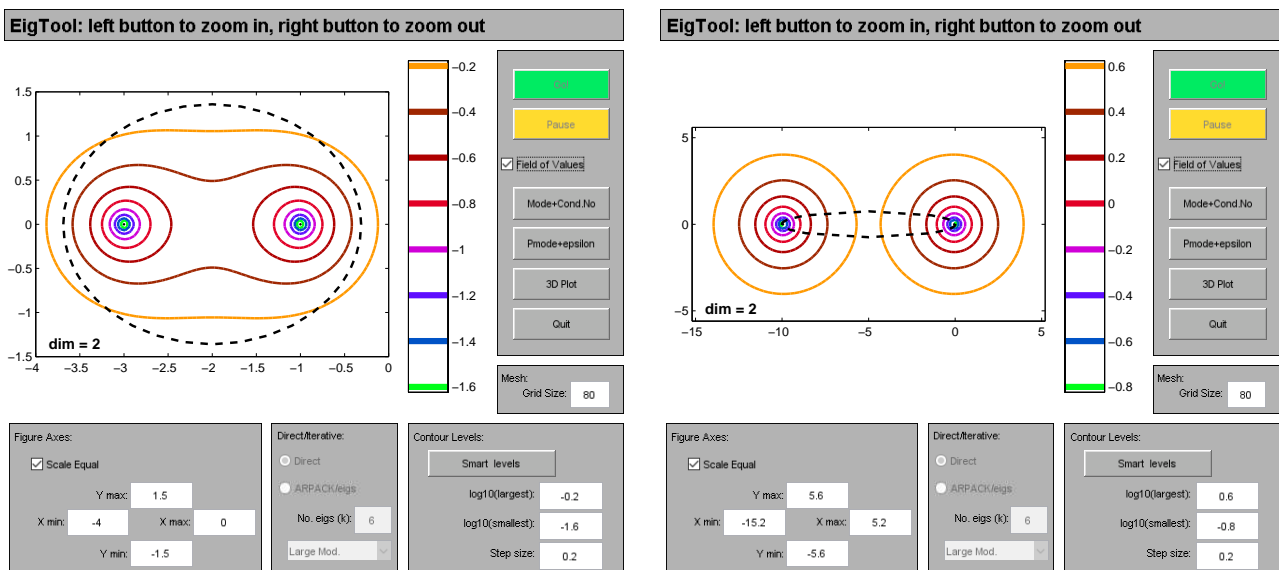 EigTool: left button to zoom in, right button to zoom out
−0.2
−0.4
−0.6
−0.8
−1
−1.2
−1.4
−1.6
1.5
1
0.5
0
−0.5
−1
−1.5
−4
−3.5
−3
−2.5
−2
−1.5
−1
−0.5
0
dim = 2
Go!
Pause
Field of Values
Mode+Cond.No
Pmode+epsilon
3D Plot
Quit
Mesh:
Grid Size: 80
Figure Axes:
Scale Equal
Y max: 1.5
X min: -4 X max: 0
Y min: -1.5
Direct/Iterative:
Direct
ARPACK/eigs
No. eigs (k): 6
Large Mod.
Contour Levels:
Smart levels
log10(largest): -0.2
log10(smallest): -1.6
Step size: 0.2
EigTool: left button to zoom in, right button to zoom out
0.6
0.4
0.2
0
−0.2
−0.4
−0.6
−0.8
5
0
−5
−15
−10
−5
0
5
dim = 2
Go!
Pause
Field of Values
Mode+Cond.No
Pmode+epsilon
3D Plot
Quit
Mesh:
Grid Size: 80
Figure Axes:
Scale Equal
Y max: 5.6
X min: -15.2 X max: 5.2
Y min: -5.6
Direct/Iterative:
Direct
ARPACK/eigs
No. eigs (k): 6
Large Mod.
Contour Levels:
Smart levels
log10(largest): 0.6
log10(smallest): -0.8
Step size: 0.2